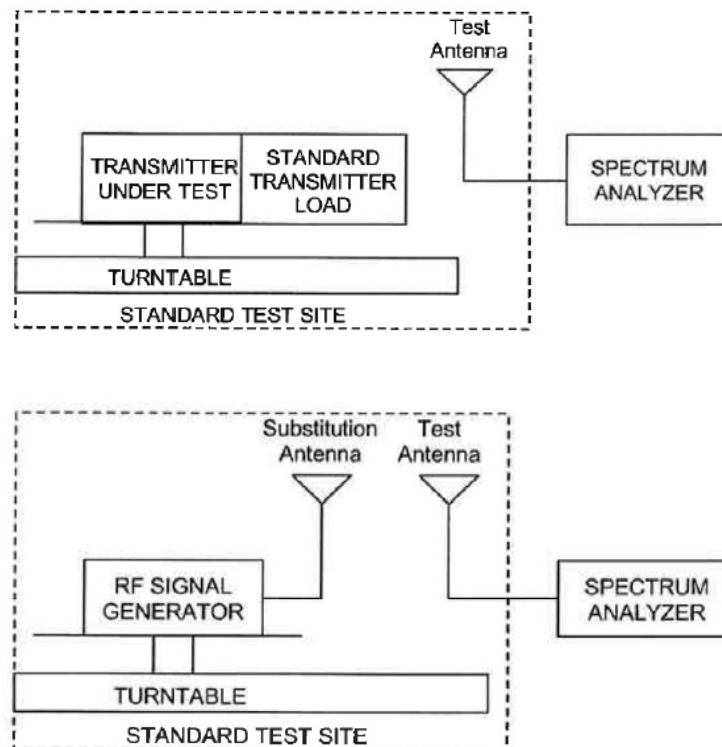 Test
Antenna
TRANSMITTER
UNDER TEST
STANDARD
TRANSMITTER
LOAD
SPECTRUM
ANALYZER
TURNTABLE
STANDARD TEST SITE
Substitution
Antenna
Test
Antenna
RF SIGNAL
GENERATOR
SPECTRUM
ANALYZER
TURNTABLE
STANDARD TEST SITE